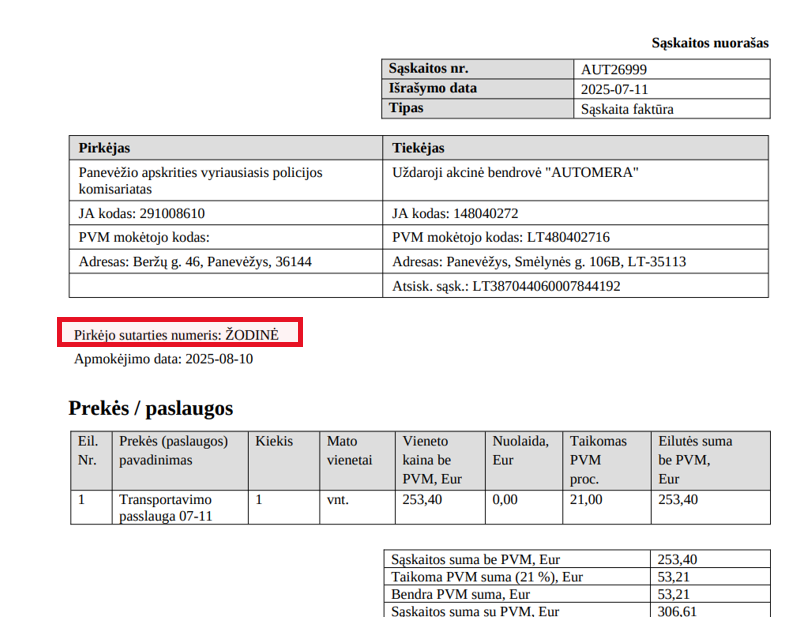 Sąskaitos nuorašas
Sąskaitos nr. AUT26999
Išrašymo data 2025-07-11
Tipas Sąskaita faktūra
Pirkėjas Tiekėjas
Panevėžio apskrities vyriausiasis policijos Uždaroji akcinė bendrovė "AUTOMERA"
komisariatas
JA kodas: 291008610 JA kodas: 148040272
PVM mokėtojo kodas: PVM mokėtojo kodas: LT480402716
Adresas: Beržų g. 46, Panevėžys, 36144 Adresas: Panevėžys, Smėlynės g. 106B, LT-35113
Atsisk. sąsk.: LT387044060007844192
Pirkėjo sutarties numeris: ŽODINĖ
Apmokėjimo data: 2025-08-10
Prekės / paslaugos
Eil. Prekės (paslaugos) Kiekis Mato Vieneto Nuolaida, Taikomas Eilutės suma
Nr. pavadinimas vienetai kaina be Eur PVM be PVM,
PVM, Eur proc. Eur
1 Transportavimo 1 vnt. 253,40 0,00 21,00 253,40
passlauga 07-11
Sąskaitos suma be PVM, Eur 253,40
Taikoma PVM suma (21 %), Eur 53,21
Bendra PVM suma, Eur 53,21
Sąskaitos suma su PVM, Eur 306,61